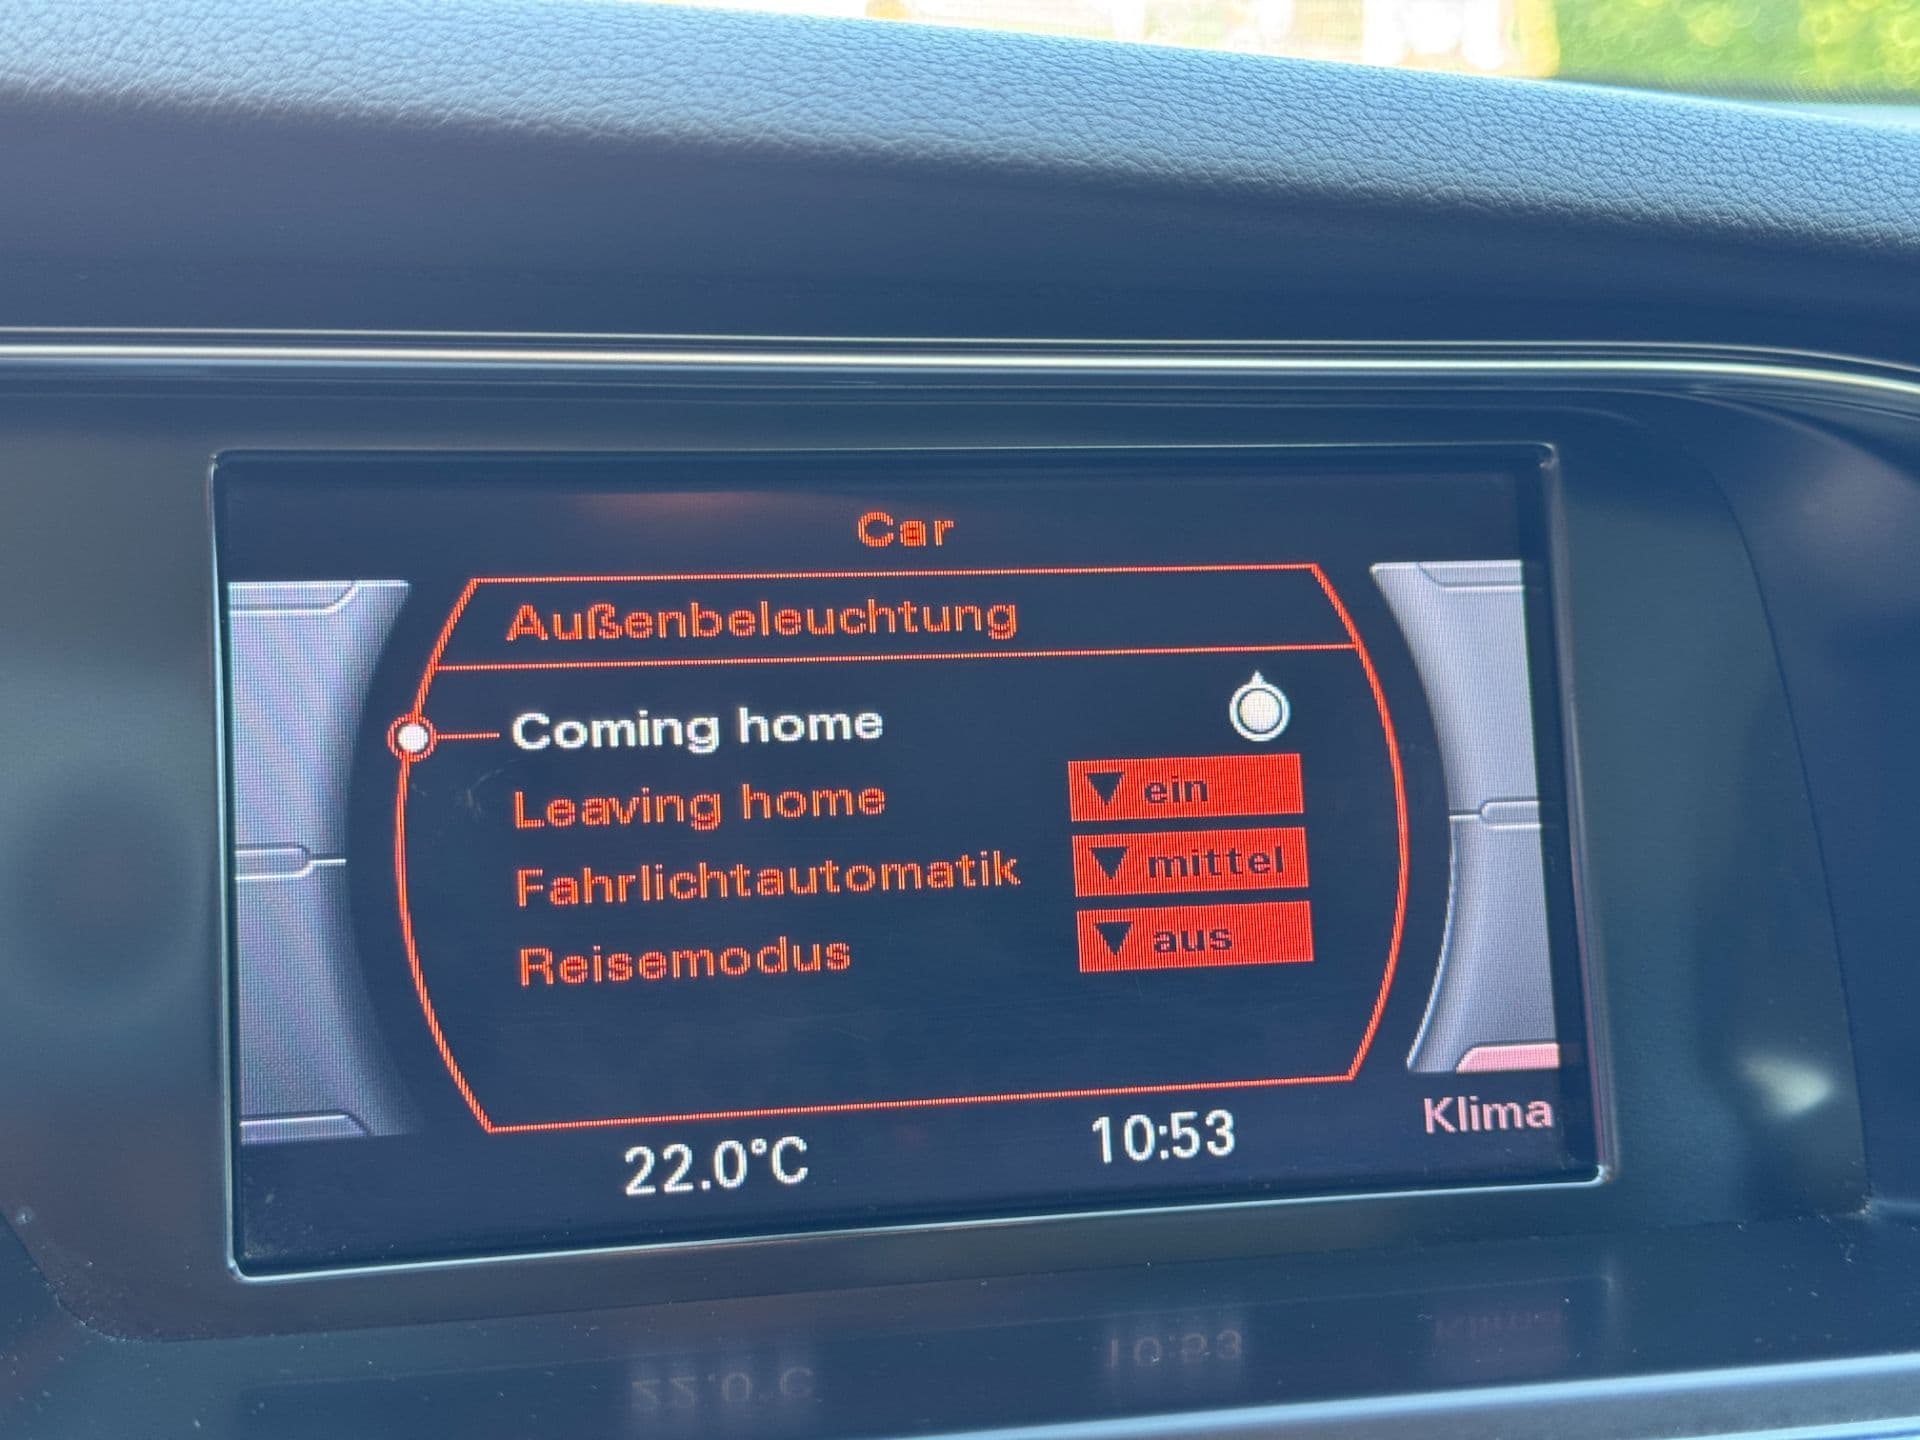 Car
Außenbeleuchtung
Coming home
Leaving home ein
Fahrlichtautomatik mittel
Reisemodus aus
22.0°C 10:53 Klima